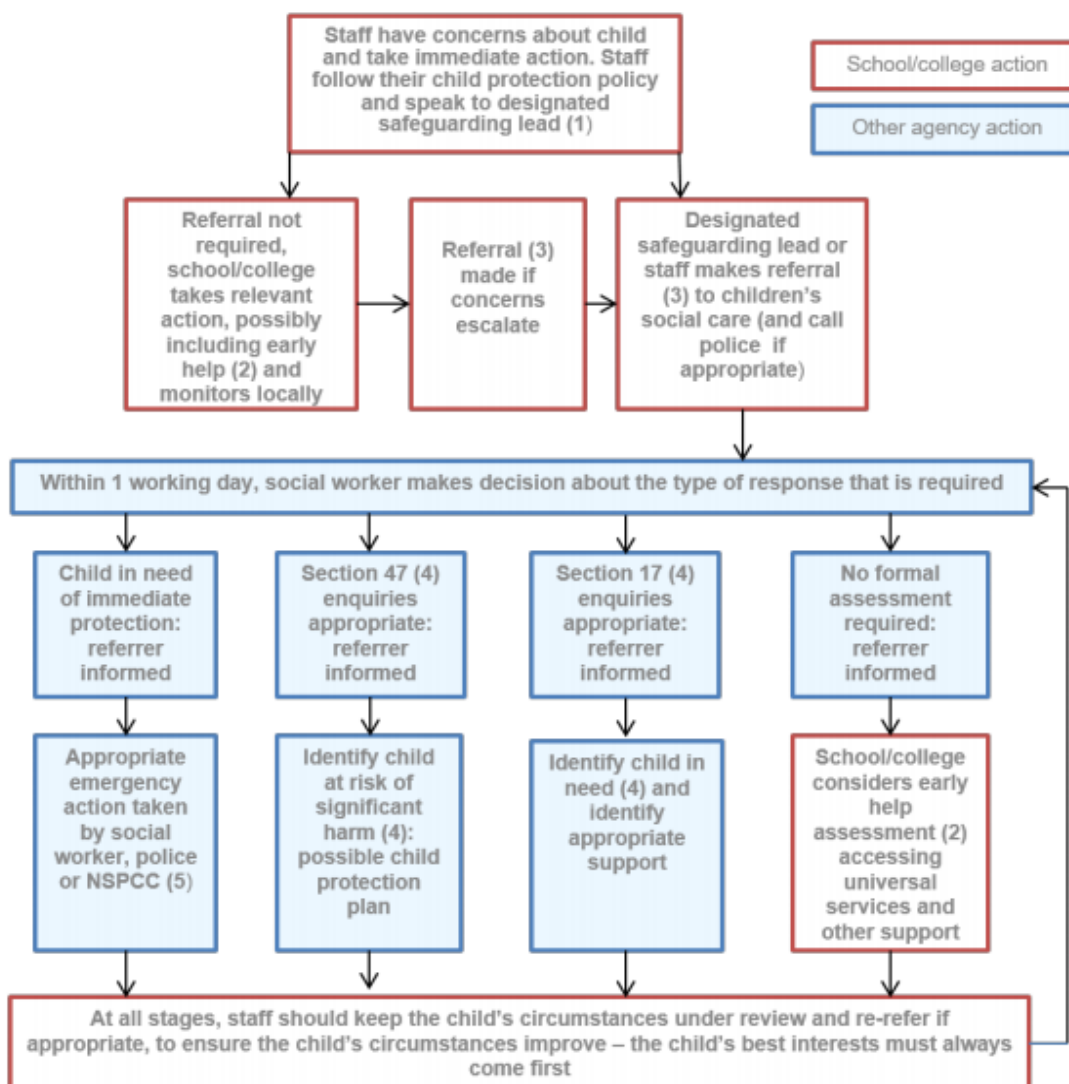 Staff have concerns about child
and take immediate action. Staff
follow their child protection policy
and speak to designated
safeguarding lead (1)
School/college action
Other agency action
Referral not
required,
school/college
takes relevant
action, possibly
including early
help (2) and
monitors locally
Referral (3)
made if
concerns
escalate
Designated
safeguarding lead or
staff makes referral
(3) to children's
social care (and call
police if
appropriate)
Within 1 working day, social worker makes decision about the type of response that is required
Child in need
of immediate
protection:
referrer
informed
Section 47 (4)
enquiries
appropriate:
referrer
informed
Section 17 (4)
enquiries
appropriate:
referrer
informed
No formal
assessment
required:
referrer
informed
Appropriate
emergency
action taken
by social
worker, police
or NSPCC (5)
Identify child
at risk of
significant
harm (4):
possible child
protection
plan
Identify child in
need (4) and
identify
appropriate
support
School/college
considers early
help
assessment (2)
accessing
universal
services and
other support
At all stages, staff should keep the child's circumstances under review and re-refer if
appropriate, to ensure the child's circumstances improve – the child's best interests must always
come first